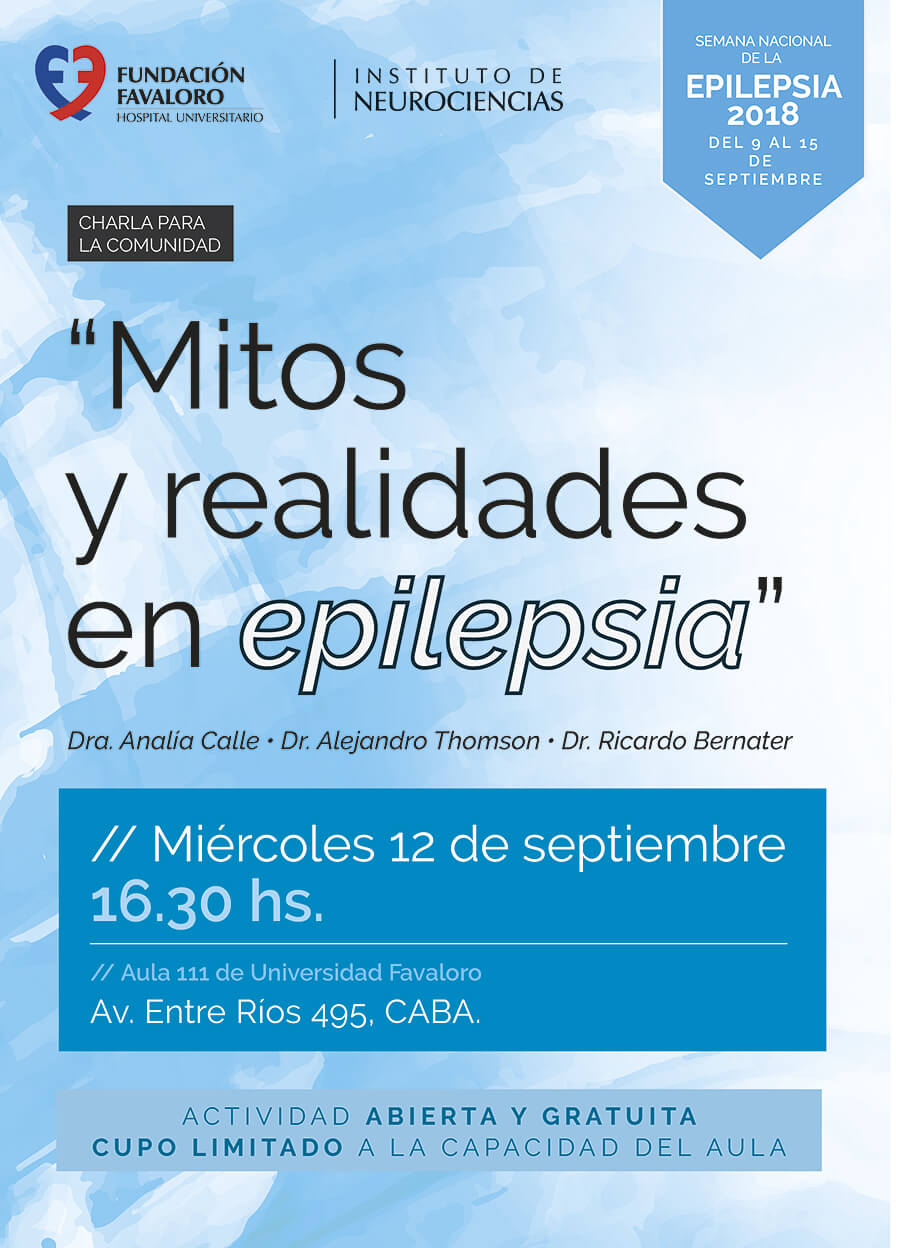 FUNDACIÓN
FAVALORO
HOSPITAL UNIVERSITARIO
INSTITUTO DE
NEUROCIENCIAS
SEMANA NACIONAL
DE LA
EPILEPSIA
2018
DEL 9 AL 15
DE
SEPTIEMBRE
CHARLA PARA
LA COMUNIDAD
“Mitos
y realidades
en epilepsia”
Dra. Analía Calle • Dr. Alejandro Thomson • Dr. Ricardo Bernater
// Miércoles 12 de septiembre
16.30 hs.
// Aula 111 de Universidad Favaloro
Av. Entre Ríos 495, CABA.
ACTIVIDAD ABIERTA Y GRATUITA
CUPO LIMITADO A LA CAPACIDAD DEL AULA